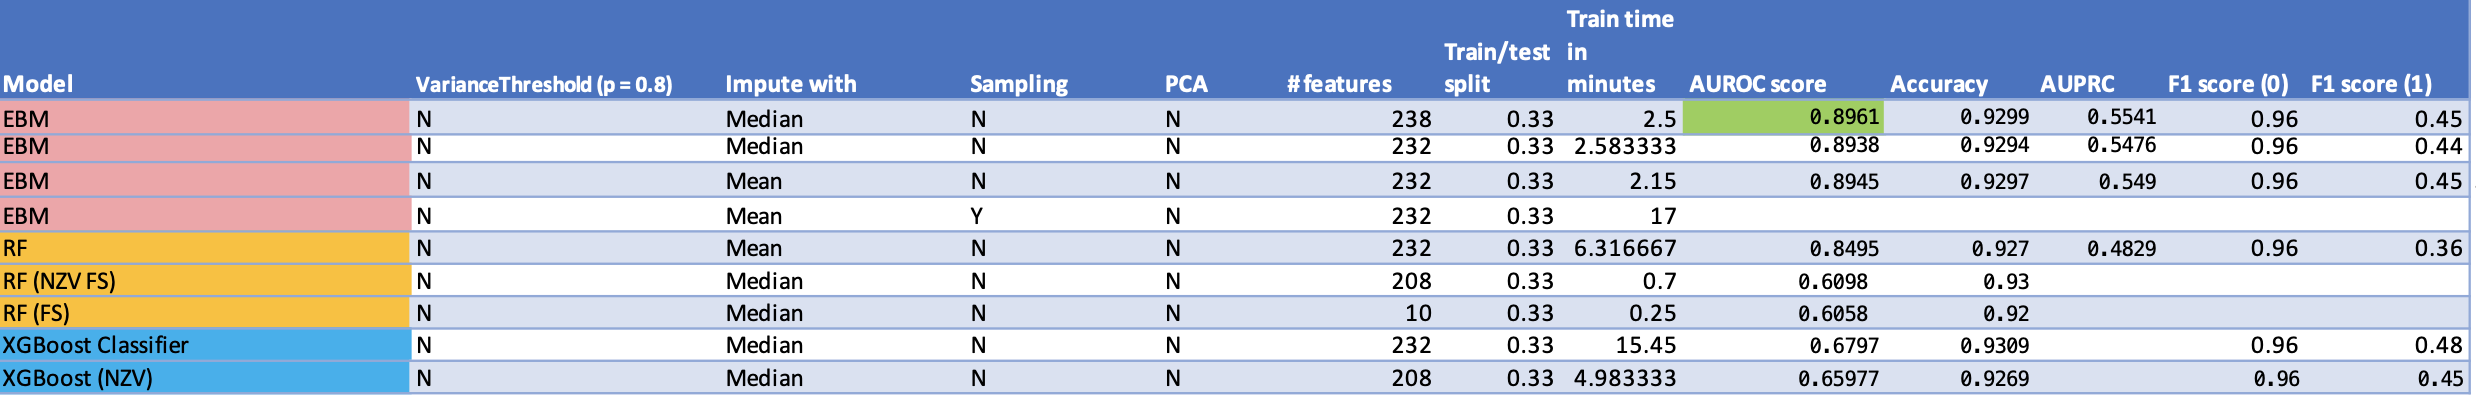 Model VarianceThreshold (p = 0.8) Impute with Sampling PCA # features Train/test split Train time in minutes AUROC score Accuracy AUPRC F1 score (0) F1 score (1)
EBM N Median N N 238 0.33 2.5 0.8961 0.9299 0.5541 0.96 0.45
EBM N Median N N 232 0.33 2.583333 0.8938 0.9294 0.5476 0.96 0.44
EBM N Mean N N 232 0.33 2.15 0.8945 0.9297 0.549 0.96 0.45
EBM N Mean Y N 232 0.33 17
RF N Mean N N 232 0.33 6.316667 0.8495 0.927 0.4829 0.96 0.36
RF (NZV FS) N Median N N 208 0.33 0.7 0.6098 0.93
RF (FS) N Median N N 10 0.33 0.25 0.6058 0.92
XGBoost Classifier N Median N N 232 0.33 15.45 0.6797 0.9309 0.96 0.48
XGBoost (NZV) N Median N N 208 0.33 4.983333 0.65977 0.9269 0.96 0.45